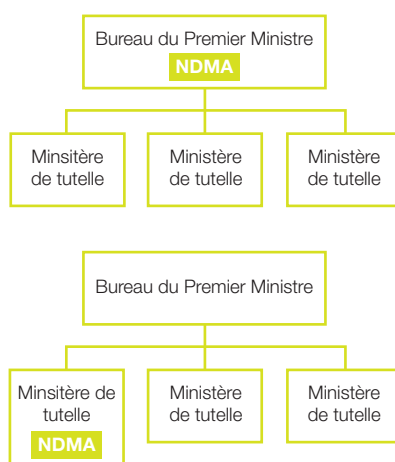 Bureau du Premier Ministre
NDMA
Minsitère
de tutelle
Ministère
de tutelle
Ministère
de tutelle
Bureau du Premier Ministre
Minsitère de
tutelle
NDMA
Ministère
de tutelle
Ministère
de tutelle